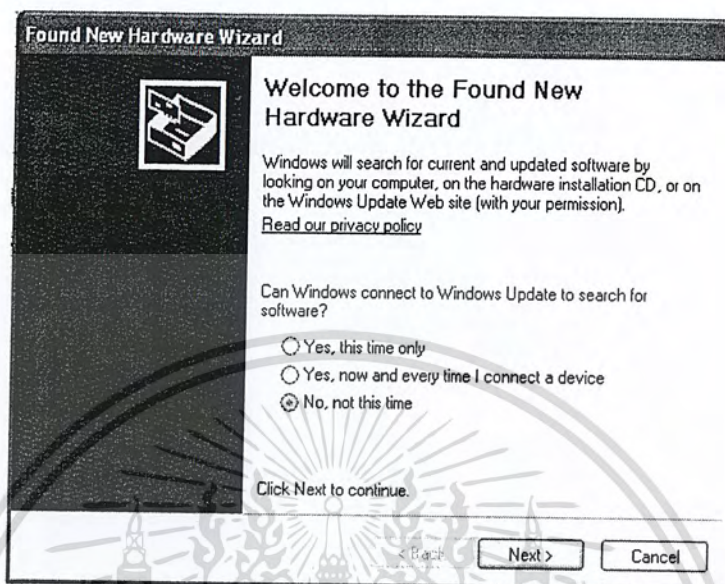 Found New Hardware Wizard
Welcome to the Found New
Hardware Wizard
Windows will search for current and updated software by
looking on your computer, on the hardware installation CD, or on
the Windows Update Web site (with your permission).
Read our privacy policy
Can Windows connect to Windows Update to search for
software?
Yes, this time only
Yes, now and every time I connect a device
No, not this time
Click Next to continue.
< Back
Next >
Cancel